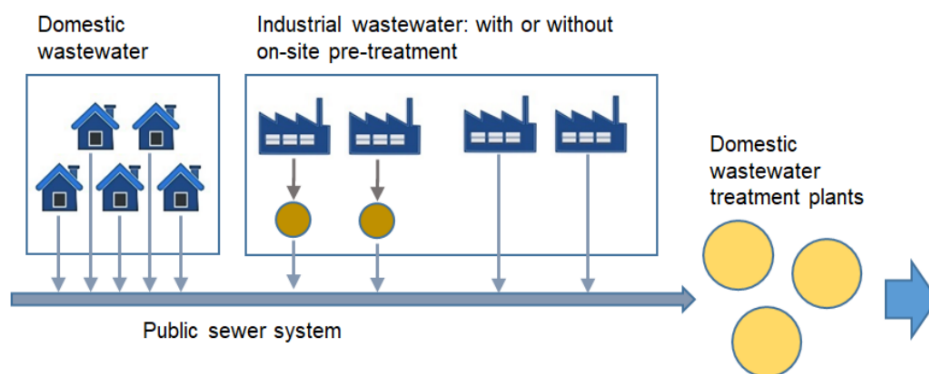 Domestic
wastewater
Industrial wastewater: with or without
on-site pre-treatment
Domestic
wastewater
treatment plants
Public sewer system